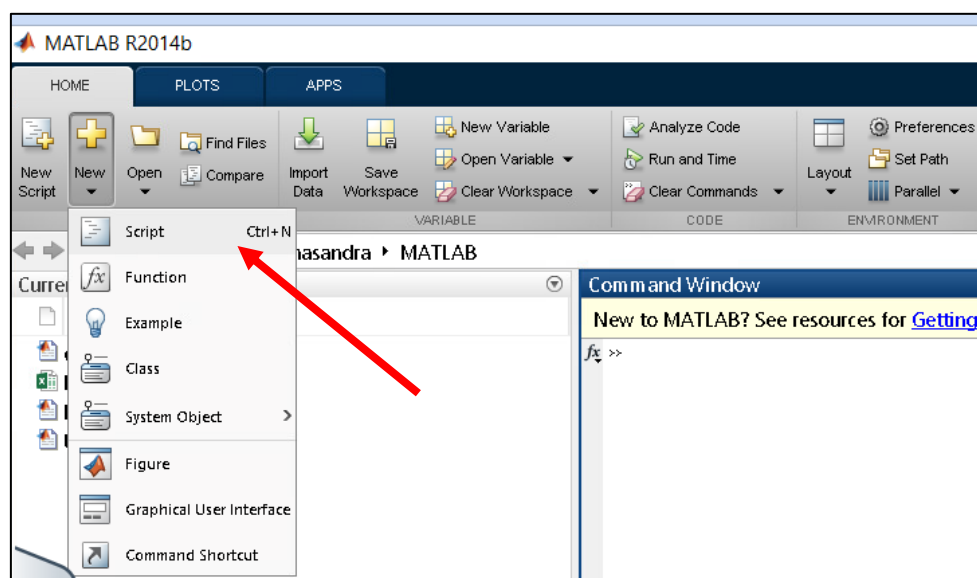 MATLAB R2014b
HOME PLOTS APPS
New Script
New
Open
Find Files
Compare
Import Data
Save Workspace
New Variable
Open Variable
Clear Workspace
Analyze Code
Run and Time
Clear Commands
Layout
Preferences
Set Path
Parallel
VARIABLE CODE ENVIRONMENT
Script Ctrl+N
Function
Example
Class
System Object
Figure
Graphical User Interface
Command Shortcut
hasandra MATLAB
Curre
Command Window
New to MATLAB? See resources for Getting
fx >>